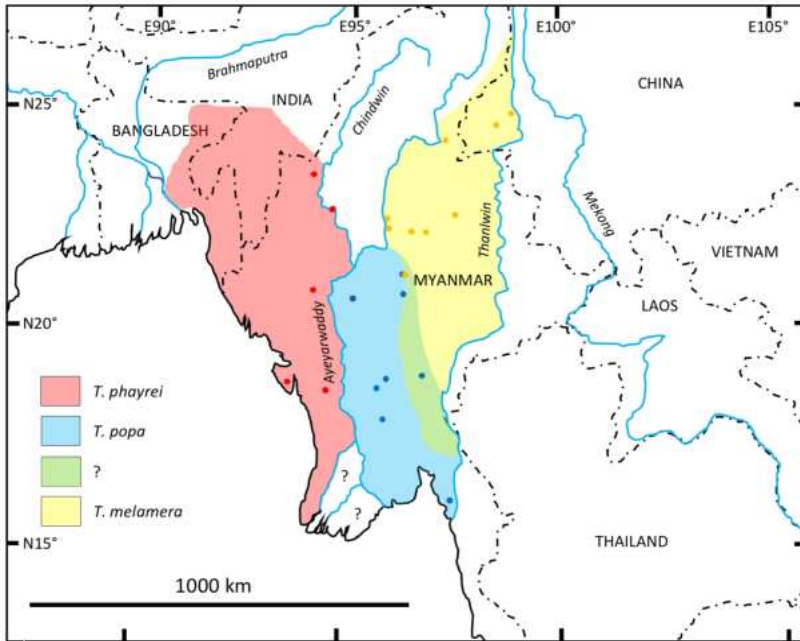 E90° E95° E100° E105°
Brahmaputra
N25°
INDIA
CHINA
BANGLADESH
Chindwin
Thanlwin
Mekong
VIETNAM
MYANMAR
LAOS
N20°
Ayeyarwaddy
T. phayrei
T. popa
?
T. melamera
?
?
N15°
THAILAND
1000 km